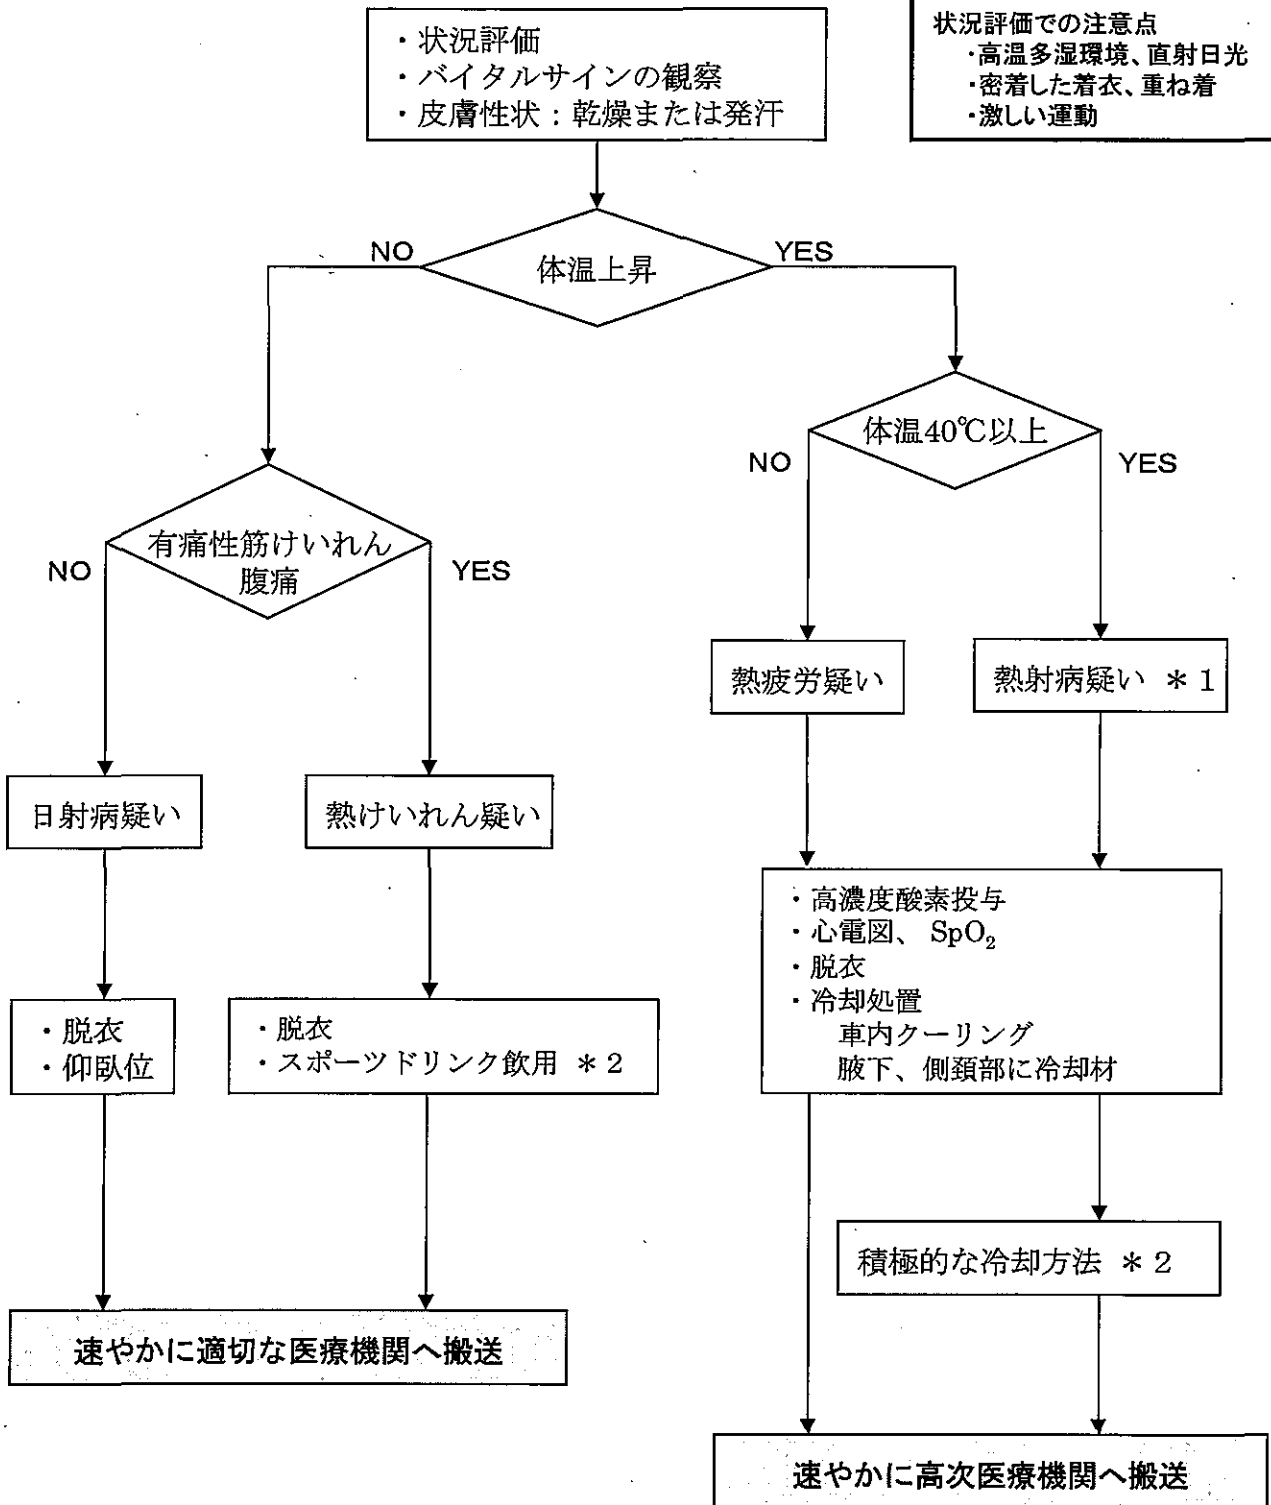 ・状況評価
・バイタルサインの観察
・皮膚性状：乾燥または発汗
状況評価での注意点
・高温多湿環境、直射日光
・密着した着衣、重ね着
・激しい運動
NO
体温上昇
YES
体温40℃以上
NO
YES
有痛性筋けいれん
腹痛
NO
YES
熱疲労疑い
熱射病疑い ＊1
日射病疑い
熱けいれん疑い
・高濃度酸素投与
・心電図、SpO₂
・脱衣
・冷却処置
車内クーリング
腋下、側頚部に冷却材
・脱衣
・仰臥位
・脱衣
・スポーツドリンク飲用 ＊2
積極的な冷却方法 ＊2
速やかに適切な医療機関へ搬送
速やかに高次医療機関へ搬送